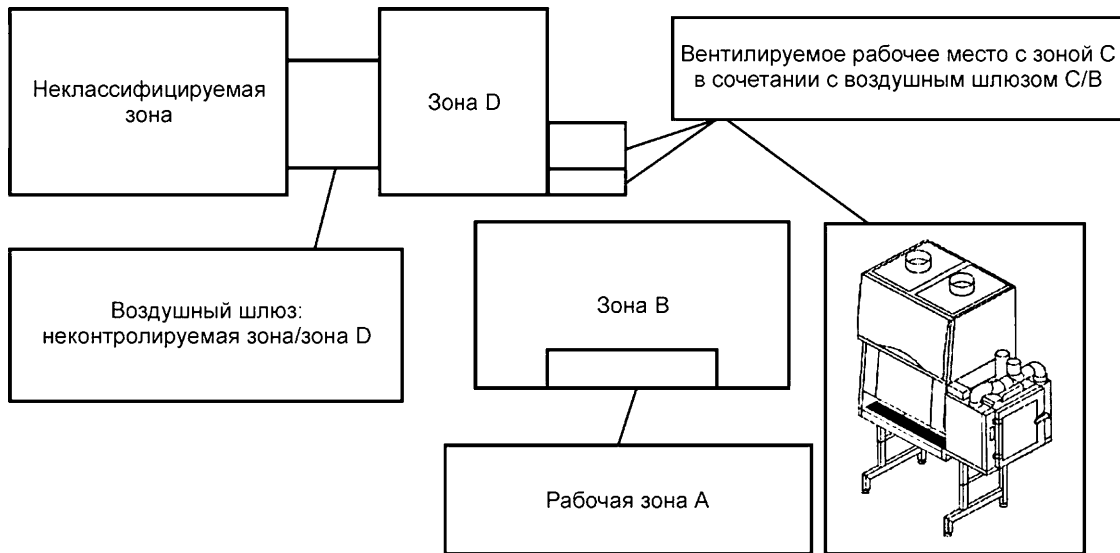 Неклассифицируемая
зона
Зона D
Вентилируемое рабочее место с зоной C
в сочетании с воздушным шлюзом C/B
Воздушный шлюз:
неконтролируемая зона/зона D
Зона B
Рабочая зона A